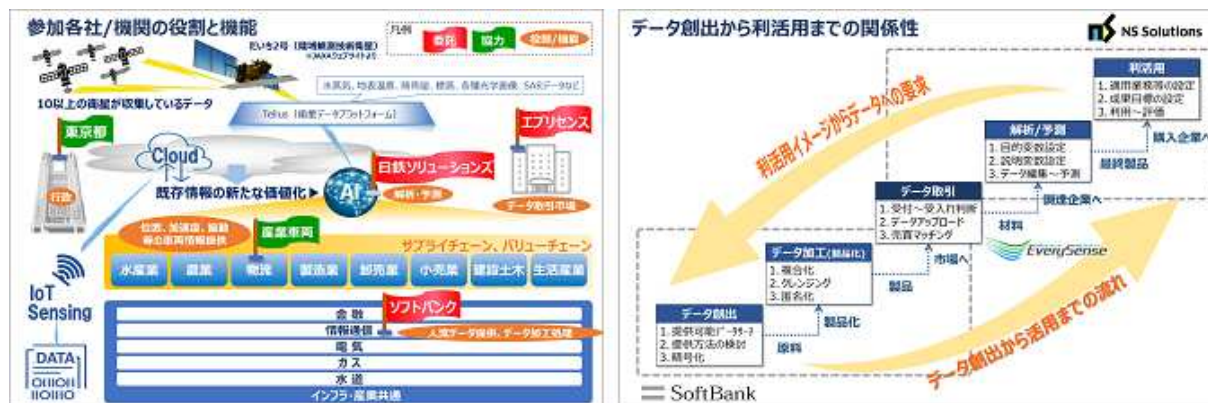 参加各社/機関の役割と機能
凡例
委託
協力
役割/機能
だいち2号（環境観測技術衛星）
10以上の衛星が収集しているデータ
水蒸気、地表温度、降雨量、標高、各種光学画像、SARデータなど
Tellus（衛星データプラットフォーム）
東京都
エブリセンス
Cloud
日鉄ソリューションズ
既存情報の新たな価値化▶
AI
解析・予測
行政
データ取引市場
位置、加速度、振動
等の車両情報提供
産業車両
サプライチェーン、バリューチェーン
水産業
農業
物流
製造業
卸売業
小売業
建設土木
生活産業
IoT
Sensing
ソフトバンク
金融
情報通信
人流データ提供、データ加工処理
電気
ガス
水道
インフラ・産業共通
DATA
データ創出から利活用までの関係性
NS Solutions
利活用
1. 適用業務等の設定
2. 成果目標の設定
3. 利用～評価
購入企業へ
利活用イメージからデータへの要求
解析/予測
1. 目的変数設定
2. 説明変数設定
3. データ編集～予測
最終製品
調達企業へ
データ取引
1. 受付～受入れ判断
2. データアップロード
3. 売買マッチング
材料
市場へ
EverySense
データ加工(製品化)
1. 複合化
2. クレンジング
3. 匿名化
製品
製品化
データ創出
1. 提供可能データサーチ
2. 提供方法の検討
3. 暗号化
原料
データ創出から活用までの流れ
SoftBank